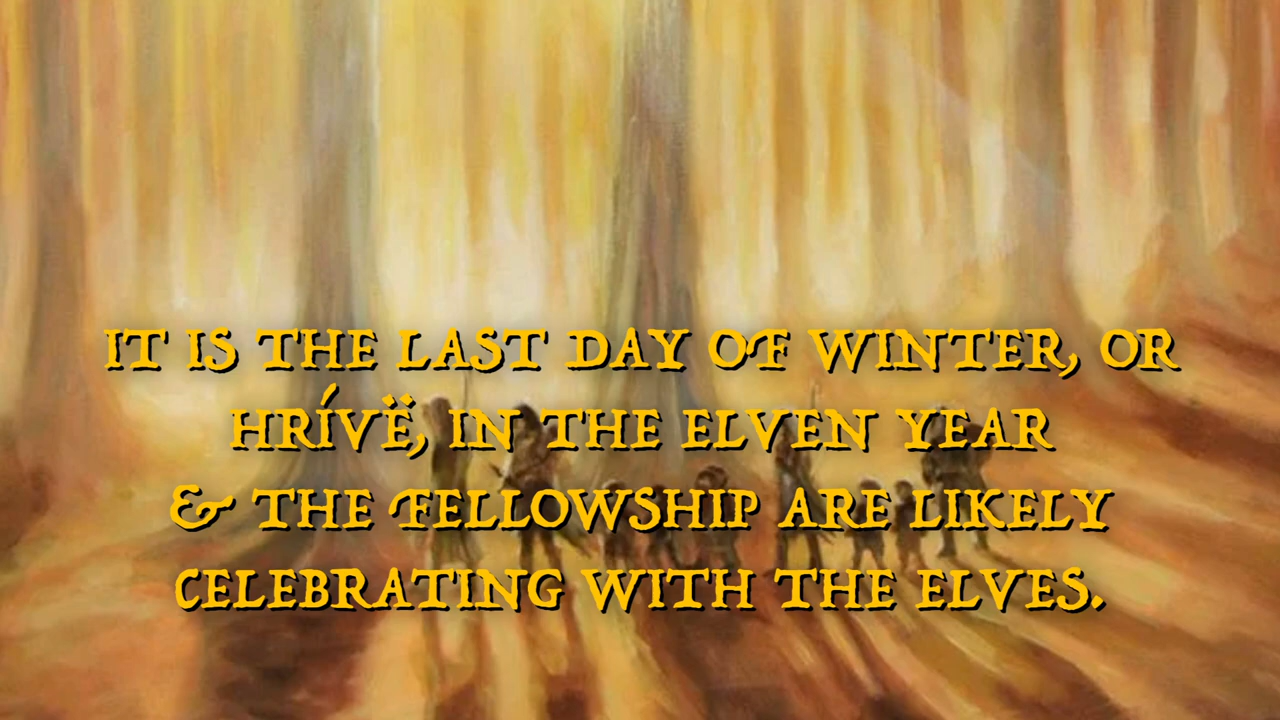 IT IS THE LAST DAY OF WINTER, OR
HRÍVË, IN THE ELVEN YEAR
& THE FELLOWSHIP ARE LIKELY
CELEBRATING WITH THE ELVES.